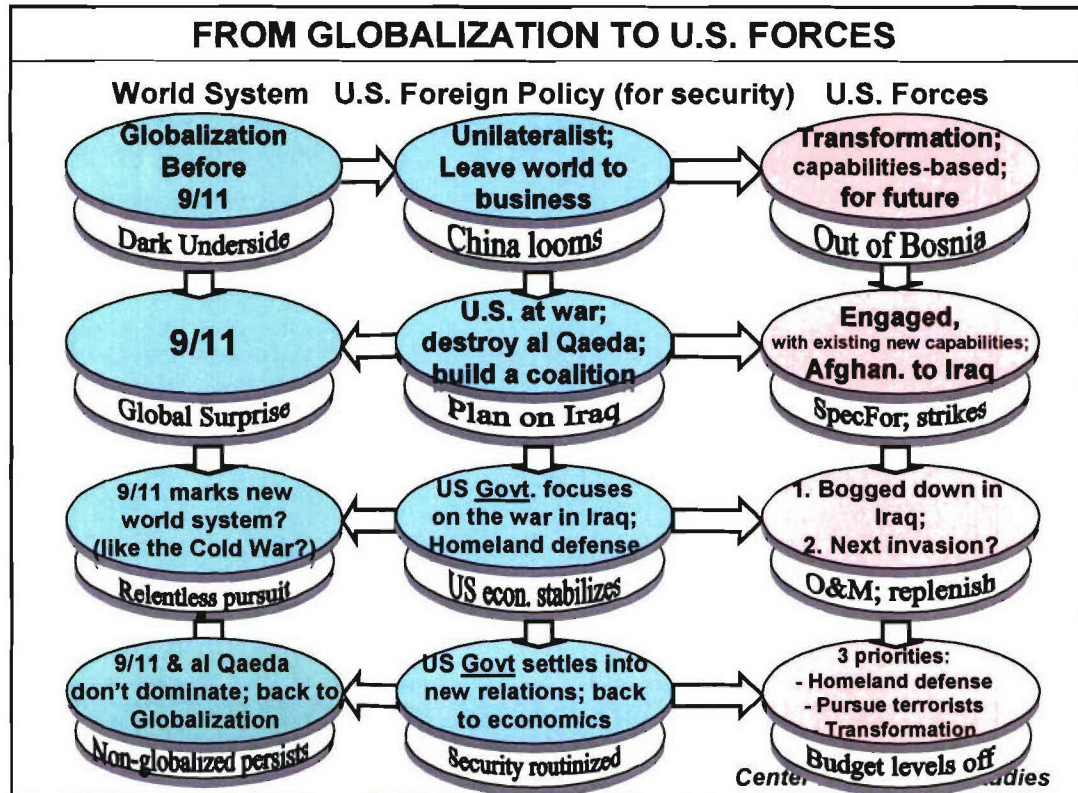 FROM GLOBALIZATION TO U.S. FORCES
World System U.S. Foreign Policy (for security) U.S. Forces
Globalization
Before
9/11
Dark Underside
Unilateralist;
Leave world to
business
China looms
Transformation;
capabilities-based;
for future
Out of Bosnia
9/11
Global Surprise
U.S. at war;
destroy al Qaeda;
build a coalition
Plan on Iraq
Engaged,
with existing new capabilities;
Afghan. to Iraq
SpecFor; strikes
9/11 marks new
world system?
(like the Cold War?)
Relentless pursuit
US Govt. focuses
on the war in Iraq;
Homeland defense
US econ. stabilizes
1. Bogged down in
Iraq;
2. Next invasion?
O&M; replenish
9/11 & al Qaeda
don't dominate; back to
Globalization
Non-globalized persists
US Govt settles into
new relations; back
to economics
Security routinized
3 priorities:
- Homeland defense
- Pursue terrorists
- Transformation
Budget levels off
Center